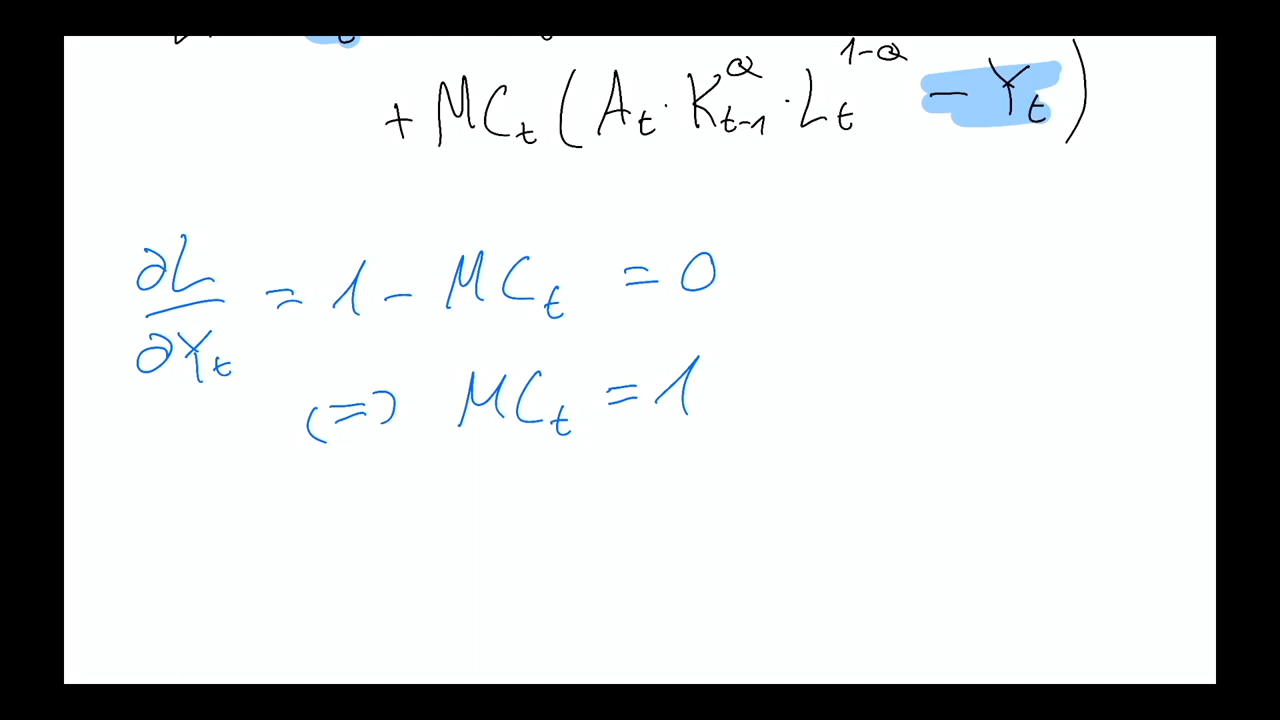 + MC_t ( A_t · K_{t-1}^α · L_t^{1-α} - Y_t )
∂L/∂Y_t = 1 - MC_t = 0
(=) MC_t = 1